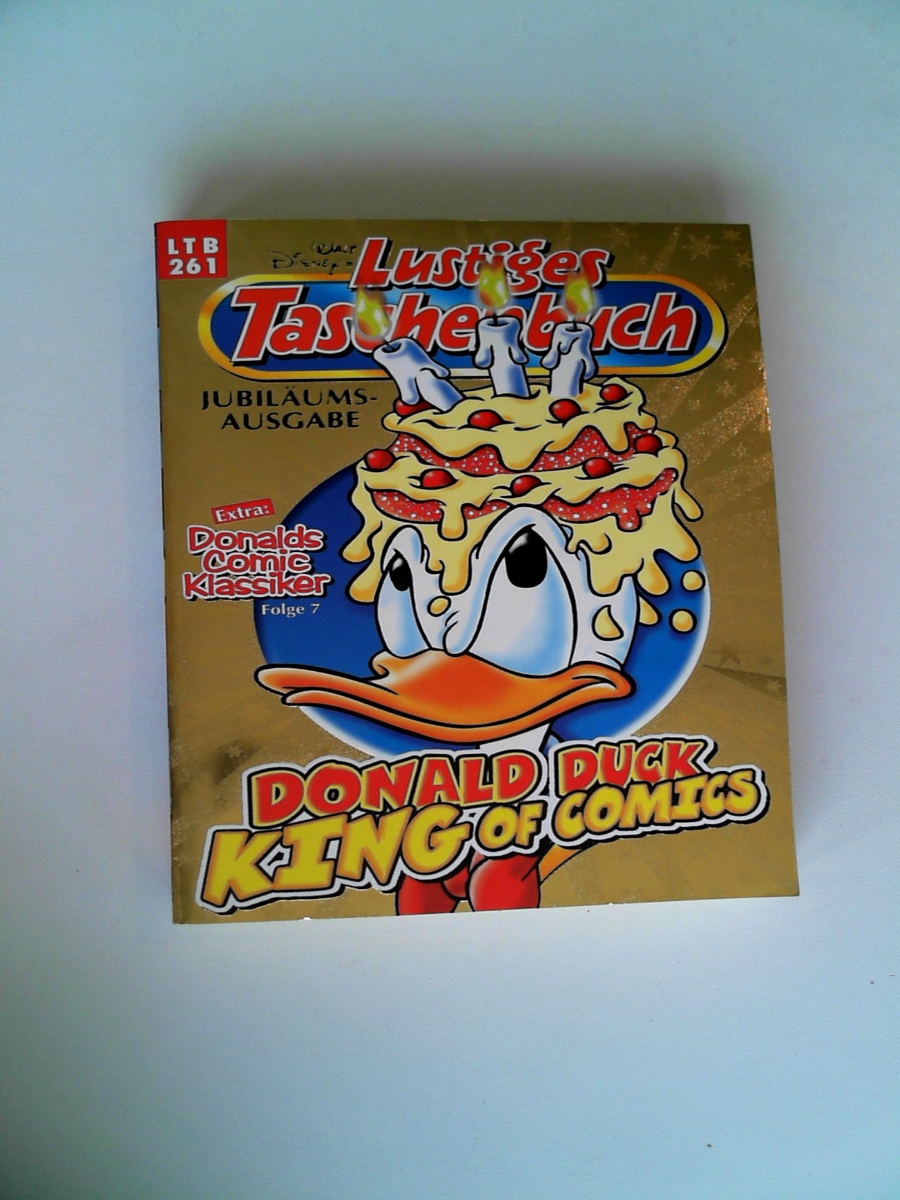 LTB
261
WALT
DISNEY
Lustiges
Taschenbuch
JUBILÄUMS-
AUSGABE
Extra:
Donalds
Comic
Klassiker
Folge 7
DONALD DUCK
KING OF COMICS